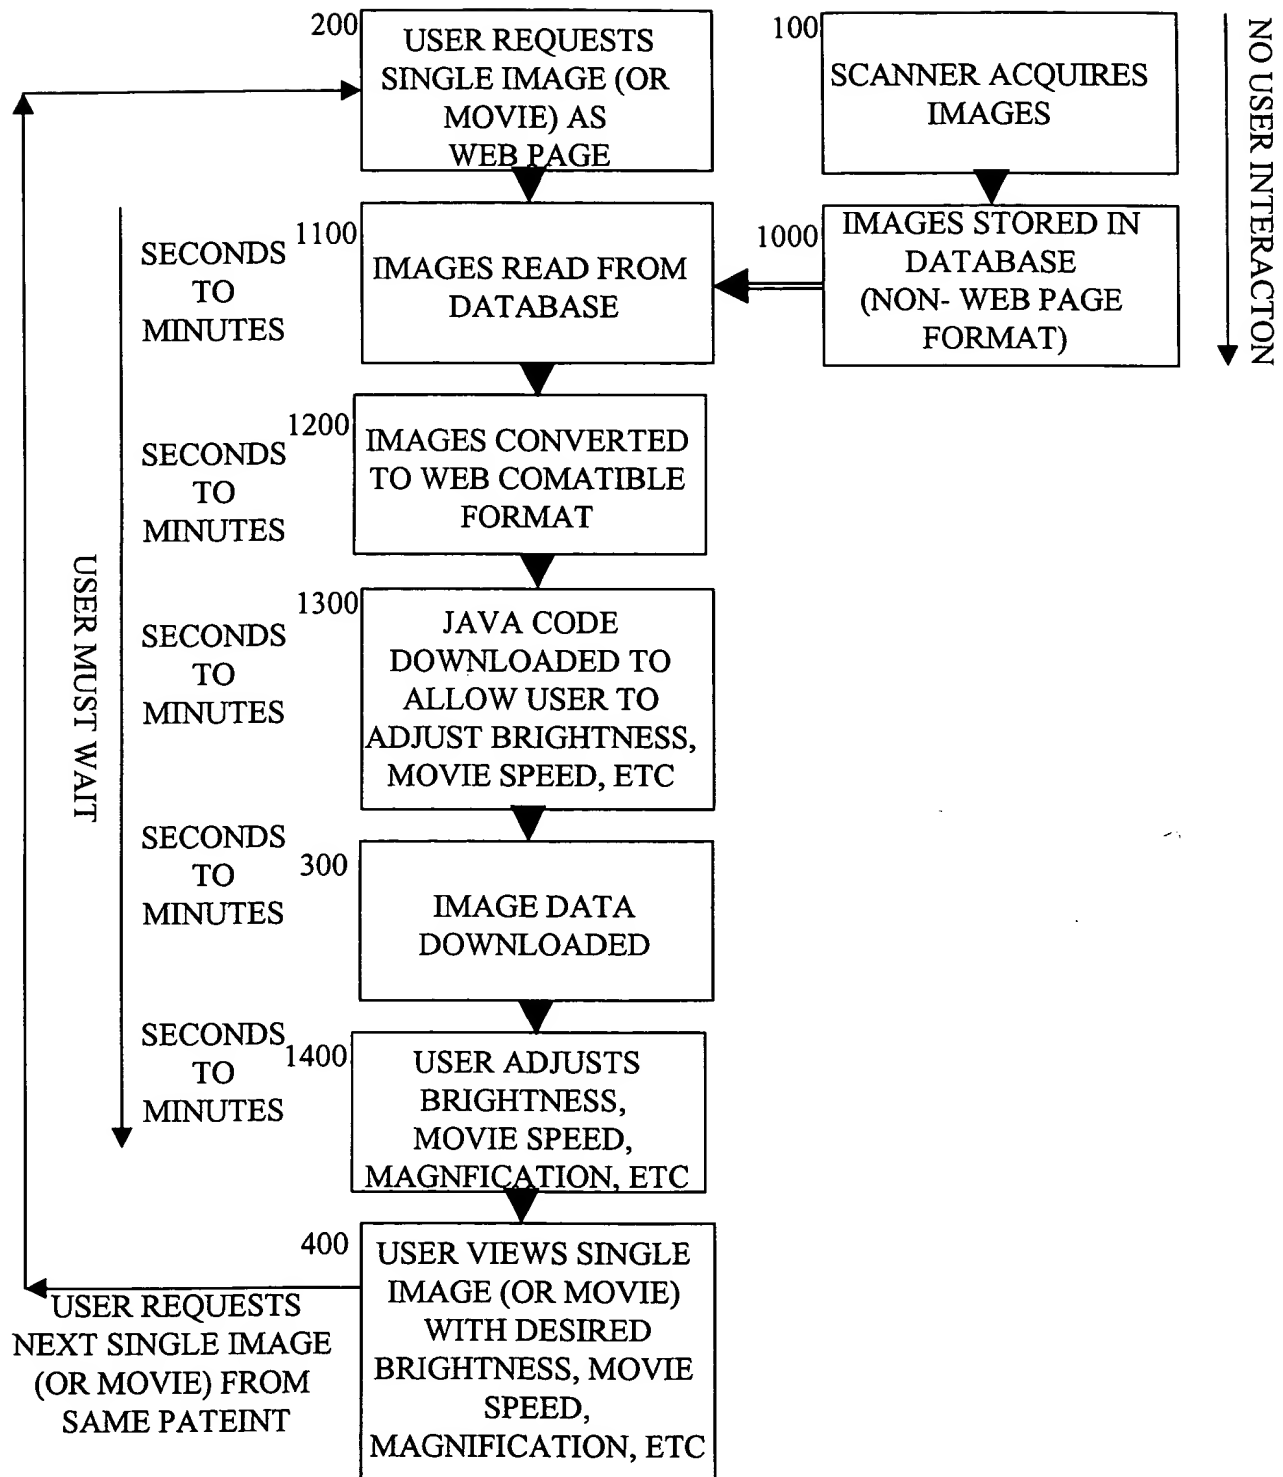 200
USER REQUESTS
SINGLE IMAGE (OR
MOVIE) AS
WEB PAGE
100
SCANNER ACQUIRES
IMAGES
NO USER INTERACTON
1100
IMAGES READ FROM
DATABASE
1000
IMAGES STORED IN
DATABASE
(NON- WEB PAGE
FORMAT)
SECONDS
TO
MINUTES
1200
IMAGES CONVERTED
TO WEB COMATIBLE
FORMAT
SECONDS
TO
MINUTES
USER MUST WAIT
1300
JAVA CODE
DOWNLOADED TO
ALLOW USER TO
ADJUST BRIGHTNESS,
MOVIE SPEED, ETC
SECONDS
TO
MINUTES
300
IMAGE DATA
DOWNLOADED
SECONDS
TO
MINUTES
1400
USER ADJUSTS
BRIGHTNESS,
MOVIE SPEED,
MAGNFICATION, ETC
SECONDS
TO
MINUTES
400
USER VIEWS SINGLE
IMAGE (OR MOVIE)
WITH DESIRED
BRIGHTNESS, MOVIE
SPEED,
MAGNIFICATION, ETC
USER REQUESTS
NEXT SINGLE IMAGE
(OR MOVIE) FROM
SAME PATEINT